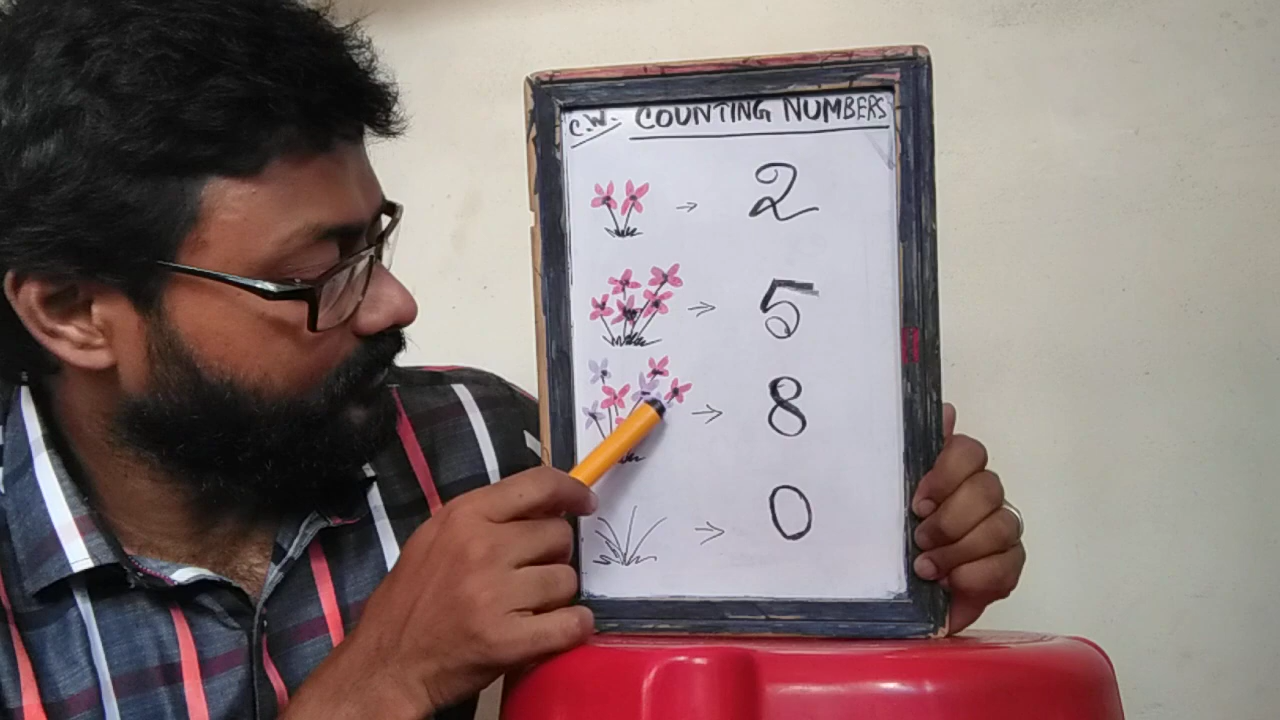 C.W. COUNTING NUMBERS
→ 2
→ 5
→ 8
→ 0